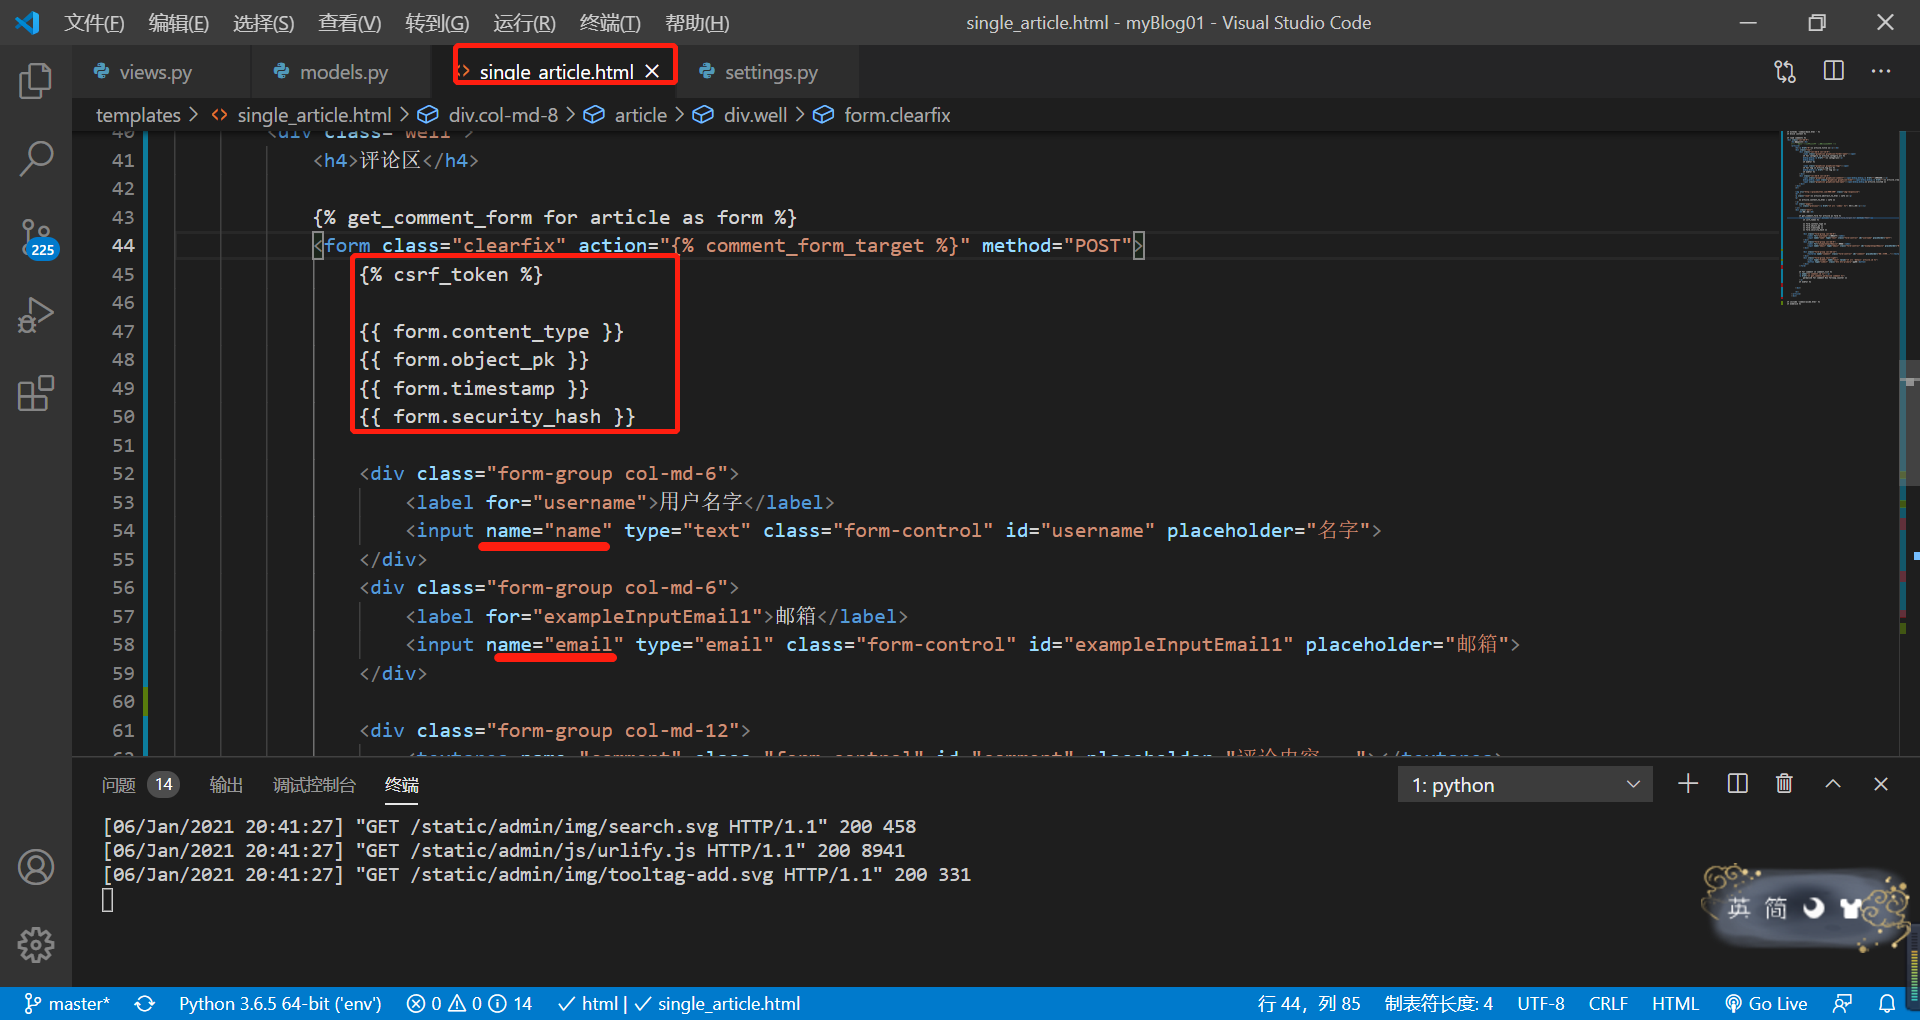 文件(F) 编辑(E) 选择(S) 查看(V) 转到(G) 运行(R) 终端(T) 帮助(H) single_article.html - myBlog01 - Visual Studio Code
views.py models.py single_article.html settings.py
templates > single_article.html > div.col-md-8 > article > div.well > form.clearfix
40 <div class="well">
41 <h4>评论区</h4>
42
43 {% get_comment_form for article as form %}
44 <form class="clearfix" action="{% comment_form_target %}" method="POST">
45 {% csrf_token %}
46
47 {{ form.content_type }}
48 {{ form.object_pk }}
49 {{ form.timestamp }}
50 {{ form.security_hash }}
51
52 <div class="form-group col-md-6">
53 <label for="username">用户名字</label>
54 <input name="name" type="text" class="form-control" id="username" placeholder="名字">
55 </div>
56 <div class="form-group col-md-6">
57 <label for="exampleInputEmail1">邮箱</label>
58 <input name="email" type="email" class="form-control" id="exampleInputEmail1" placeholder="邮箱">
59 </div>
60
61 <div class="form-group col-md-12">
225
问题 14 输出 调试控制台 终端 1: python
[06/Jan/2021 20:41:27] "GET /static/admin/img/search.svg HTTP/1.1" 200 458
[06/Jan/2021 20:41:27] "GET /static/admin/js/urlify.js HTTP/1.1" 200 8941
[06/Jan/2021 20:41:27] "GET /static/admin/img/tooltag-add.svg HTTP/1.1" 200 331
英 简
master* Python 3.6.5 64-bit ('env') 0 0 14 html | single_article.html 行 44，列 85 制表符长度: 4 UTF-8 CRLF HTML Go Live